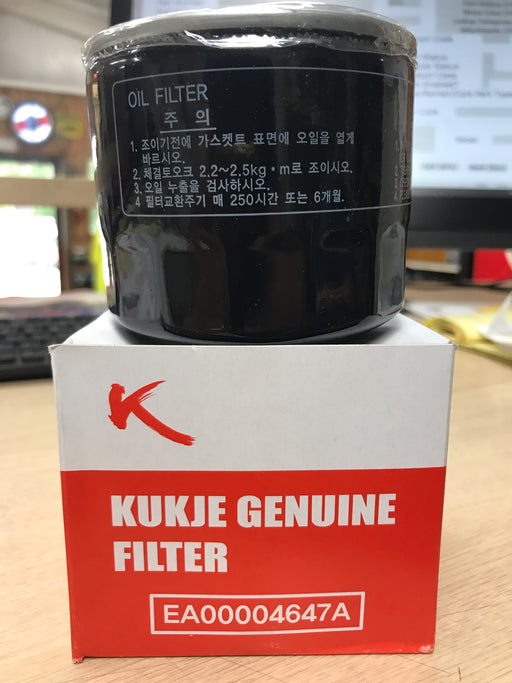 OIL FILTER
주 의
1. 조이기전에 가스켓트 표면에 오일을 엷게
바르시오.
2. 체결토오크 2.2~2.5kg·m로 조이시오.
3. 오일 누출을 검사하시오.
4 필터교환주기 매 250시간 또는 6개월.
K
KUKJE GENUINE
FILTER
EA00004647A